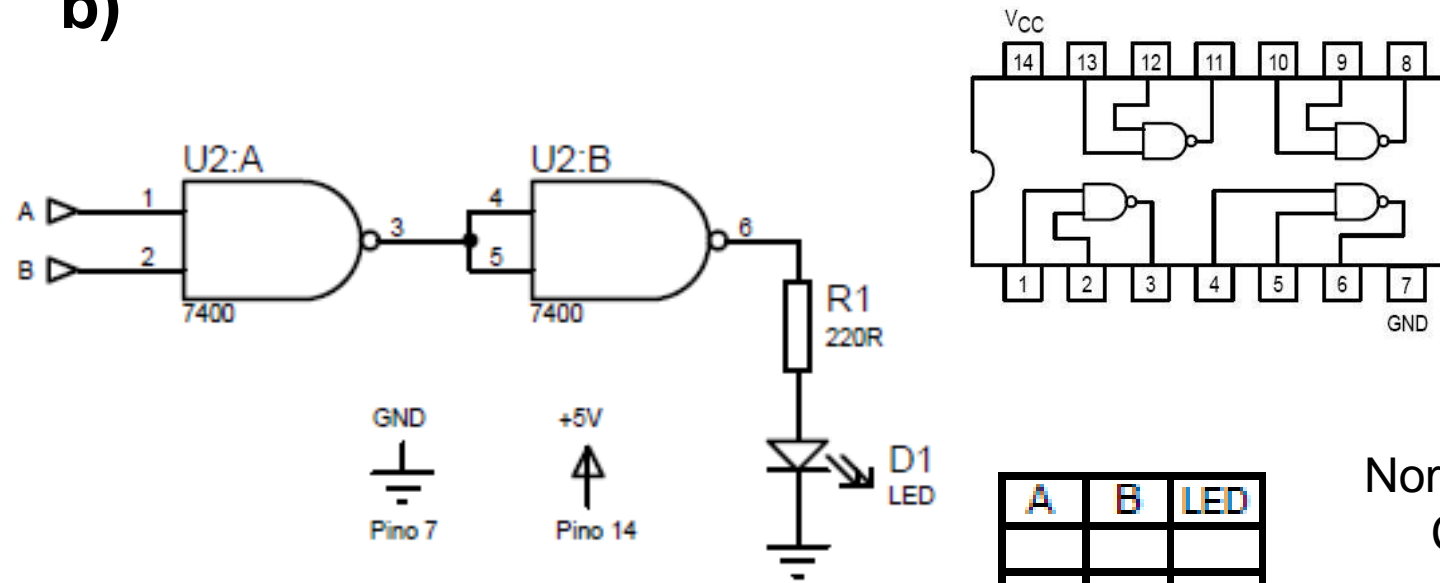 b)
U2:A
U2:B
A
1
B
2
3
4
5
6
7400
7400
R1
220R
GND
+5V
Pino 7
Pino 14
D1
LED
VCC
14 13 12 11 10 9 8
1 2 3 4 5 6 7
GND
A B LED